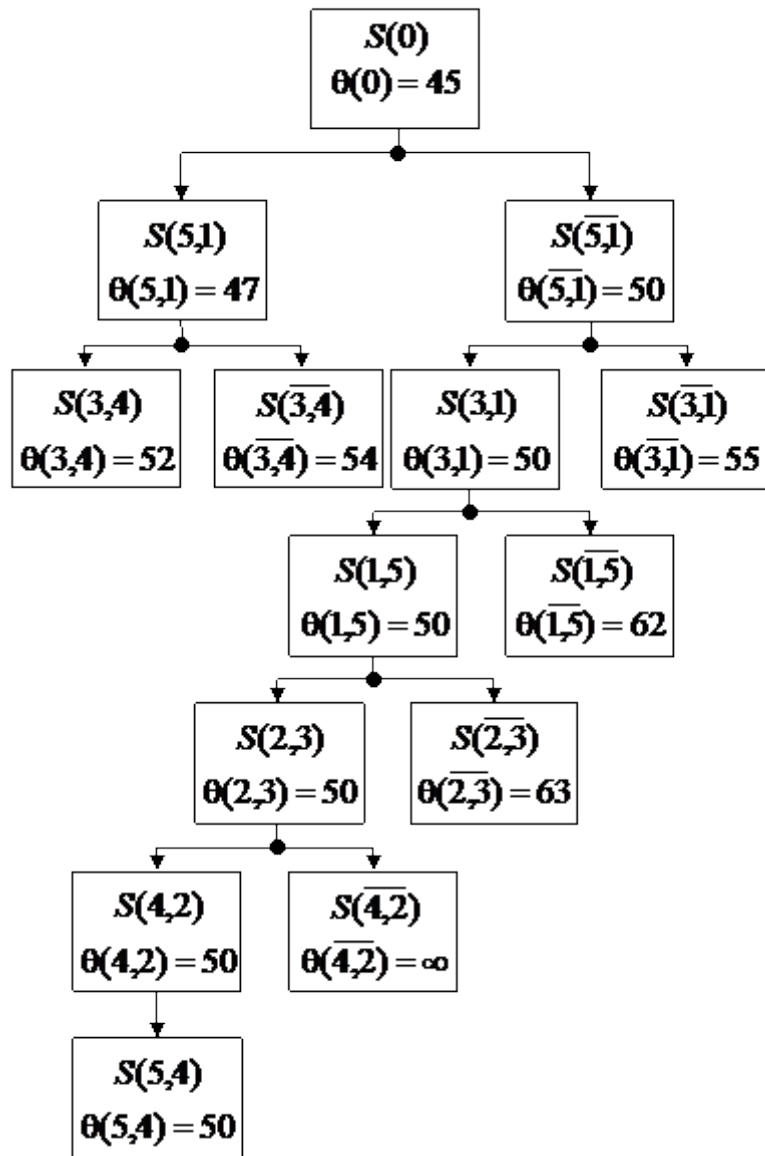 S(0)
θ(0) = 45
S(5,1)
θ(5,1) = 47
S(5,1̅)
θ(5,1̅) = 50
S(3,4)
θ(3,4) = 52
S(3,4̅)
θ(3,4̅) = 54
S(3,1)
θ(3,1) = 50
S(3,1̅)
θ(3,1̅) = 55
S(1,5)
θ(1,5) = 50
S(1,5̅)
θ(1,5̅) = 62
S(2,3)
θ(2,3) = 50
S(2,3̅)
θ(2,3̅) = 63
S(4,2)
θ(4,2) = 50
S(4,2̅)
θ(4,2̅) = ∞
S(5,4)
θ(5,4) = 50